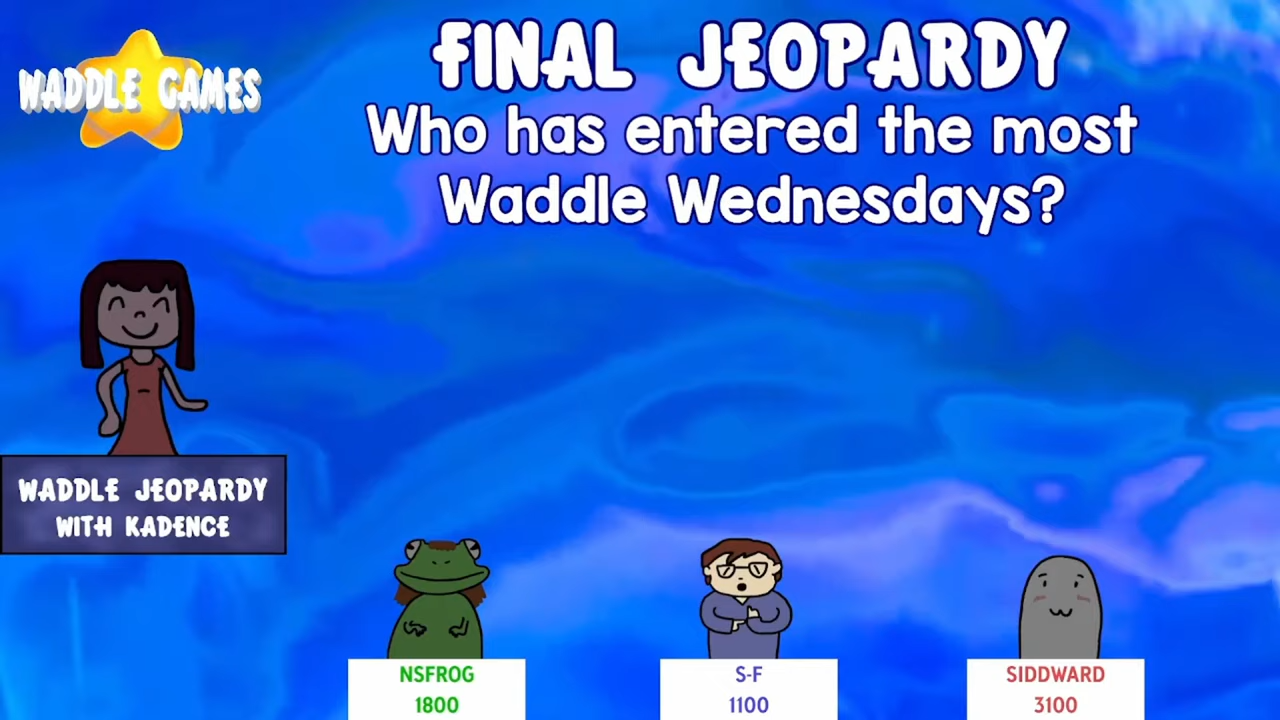 WADDLE GAMES
FINAL JEOPARDY
Who has entered the most
Waddle Wednesdays?
WADDLE JEOPARDY
WITH KADENCE
NSFROG
1800
S-F
1100
SIDDWARD
3100